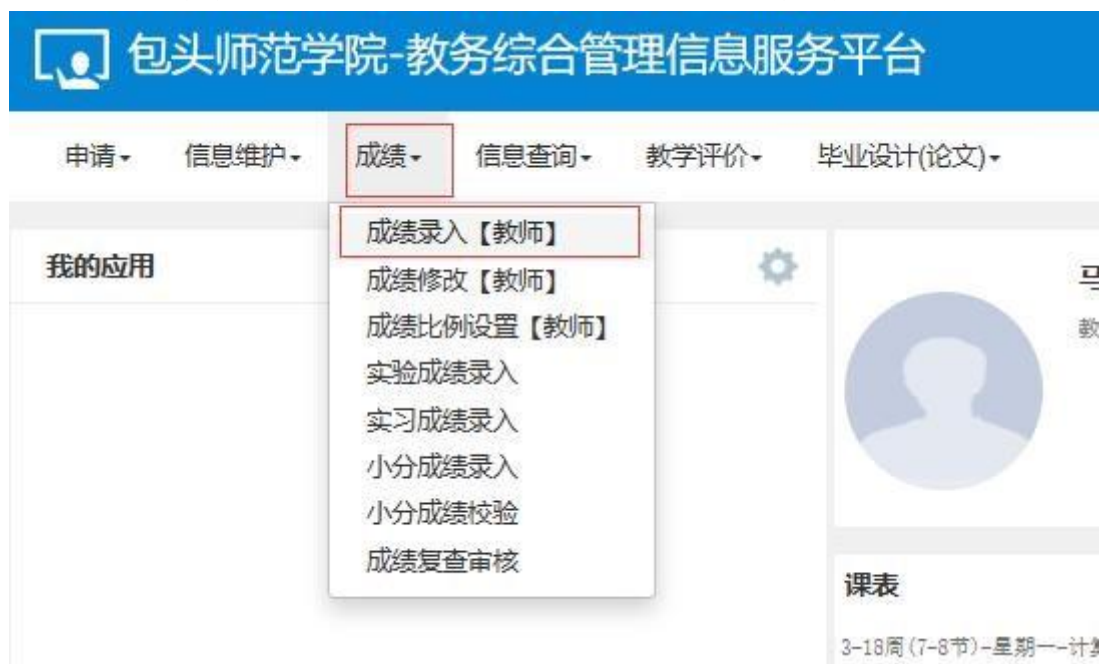 包头师范学院-教务综合管理信息服务平台
申请 信息维护 成绩 信息查询 教学评价 毕业设计(论文)
成绩录入【教师】
我的应用
马
成绩修改【教师】
教
成绩比例设置【教师】
实验成绩录入
实习成绩录入
小分成绩录入
小分成绩校验
成绩复查审核
课表
3-18周(7-8节)-星期一-计